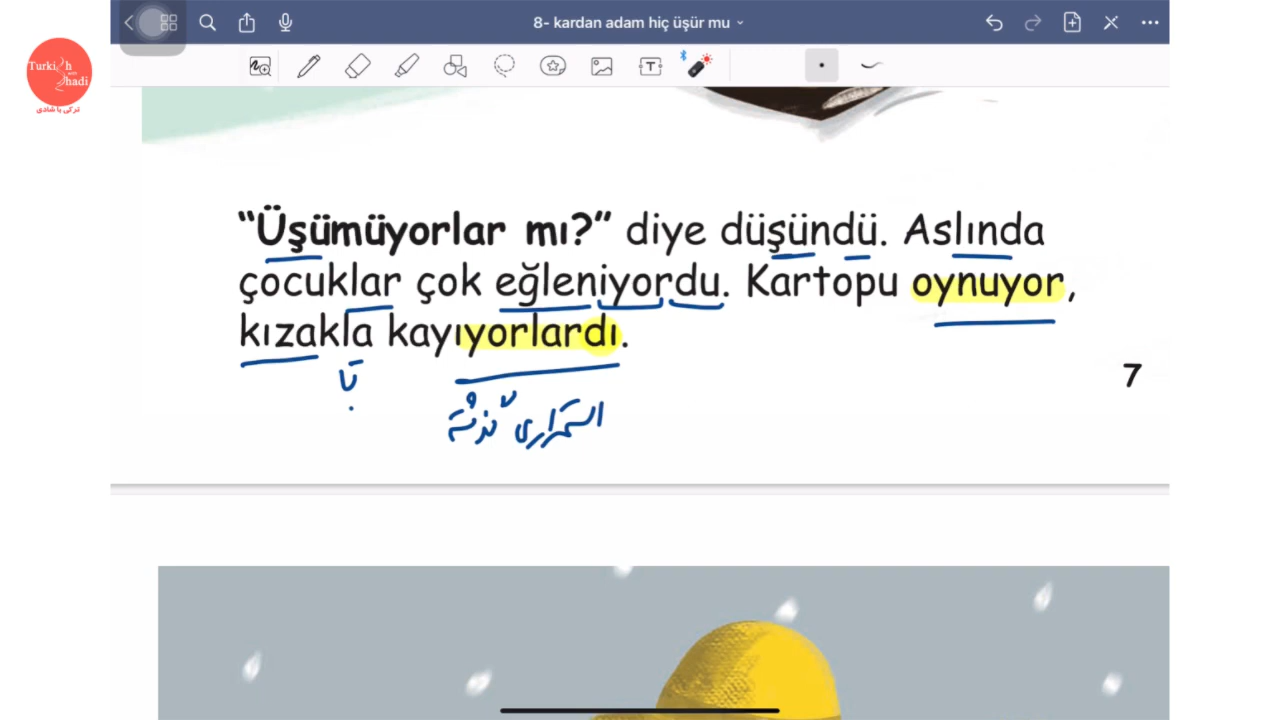 8- kardan adam hiç üşür mu
Turkish
with
Shadi
ترکی با شادی
“Üşümüyorlar mı?” diye düşündü. Aslında
çocuklar çok eğleniyordu. Kartopu oynuyor,
kızakla kayıyorlardı.
با
گذشته استمراری
7